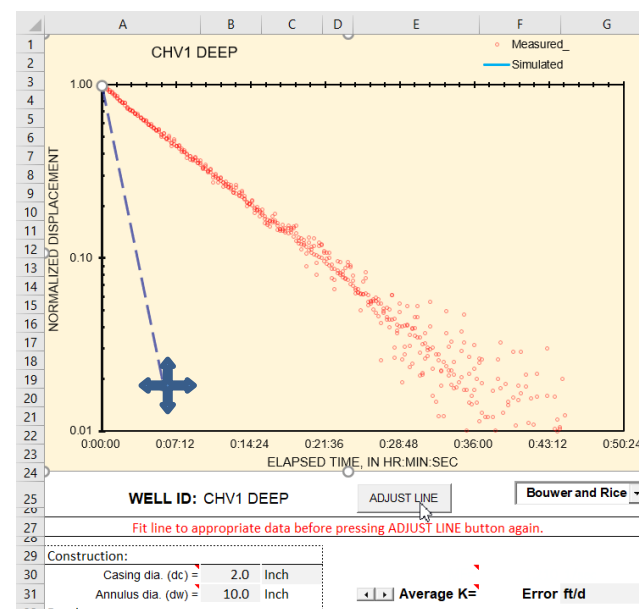 A B C D E F G
1
2
3
4
5
6
7
8
9
10
11
12
13
14
15
16
17
18
19
20
21
22
23
24
25
26
27
28
29
30
31
CHV1 DEEP
Measured_
Simulated
NORMALIZED DISPLACEMENT
1.00
0.10
0.01
0:00:00 0:07:12 0:14:24 0:21:36 0:28:48 0:36:00 0:43:12 0:50:24
ELAPSED TIME, IN HR:MIN:SEC
WELL ID: CHV1 DEEP ADJUST LINE Bouwer and Rice
Fit line to appropriate data before pressing ADJUST LINE button again.
Construction:
Casing dia. (dc) = 2.0 Inch
Annulus dia. (dw) = 10.0 Inch Average K= Error ft/d